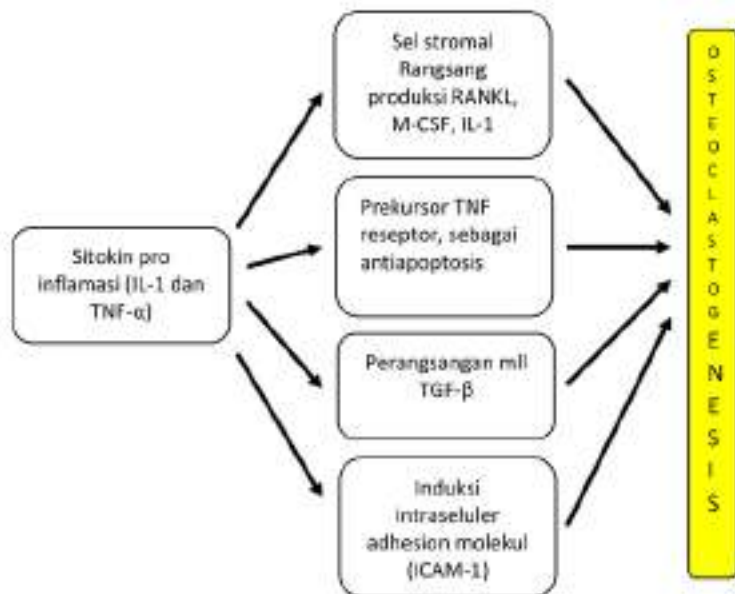 Sel stromal
Rangsang
produksi RANKL,
M-CSF, IL-1
Prekursor TNF
reseptor, sebagai
antiapoptosis
Sitokin pro
inflamasi (IL-1 dan
TNF-α)
Perangsangan mll
TGF-β
Induksi
intraseluler
adhesion molekul
(ICAM-1)
OSTEOCLASTOGENESIS